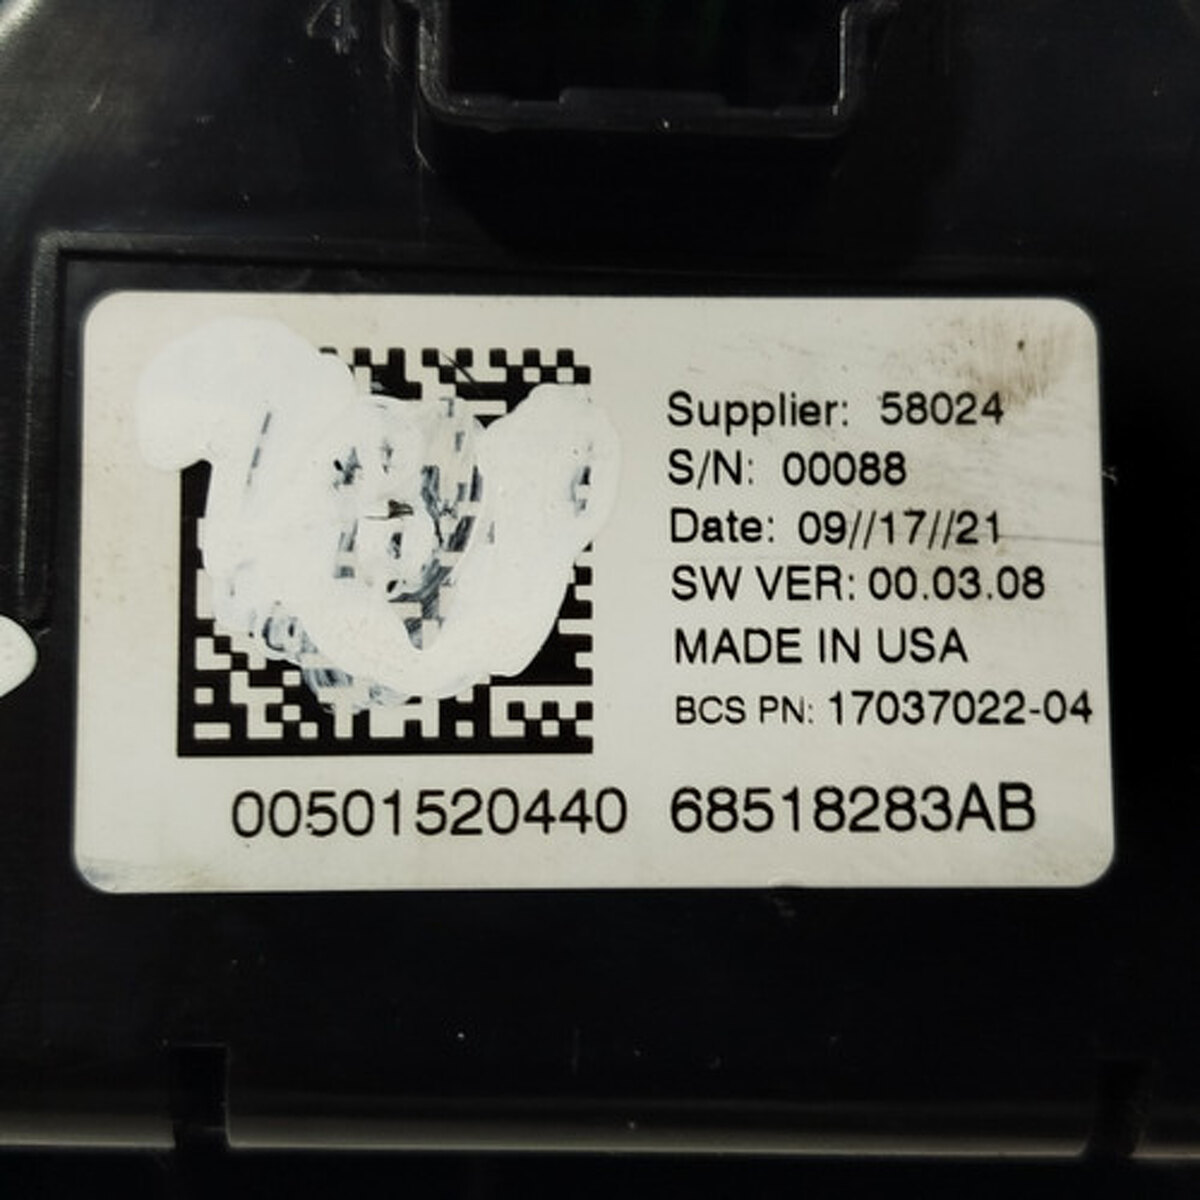 Supplier: 58024
S/N: 00088
Date: 09//17//21
SW VER: 00.03.08
MADE IN USA
BCS PN: 17037022-04
00501520440 68518283AB